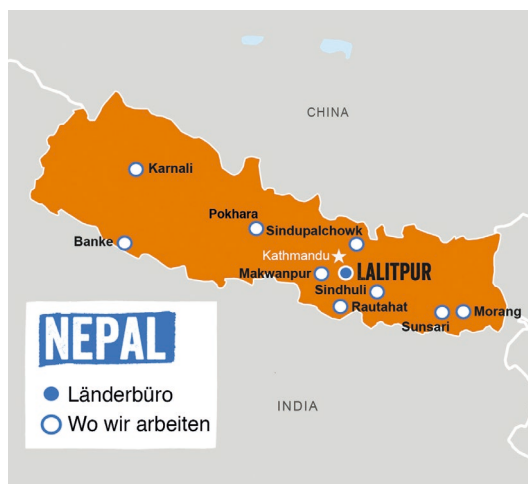 CHINA
Karnali
Pokhara
Sindupalchowk
Banke
Kathmandu
Makwanpur
LALITPUR
Sindhuli
Rautahat
Sunsari
Morang
NEPAL
Länderbüro
Wo wir arbeiten
INDIA